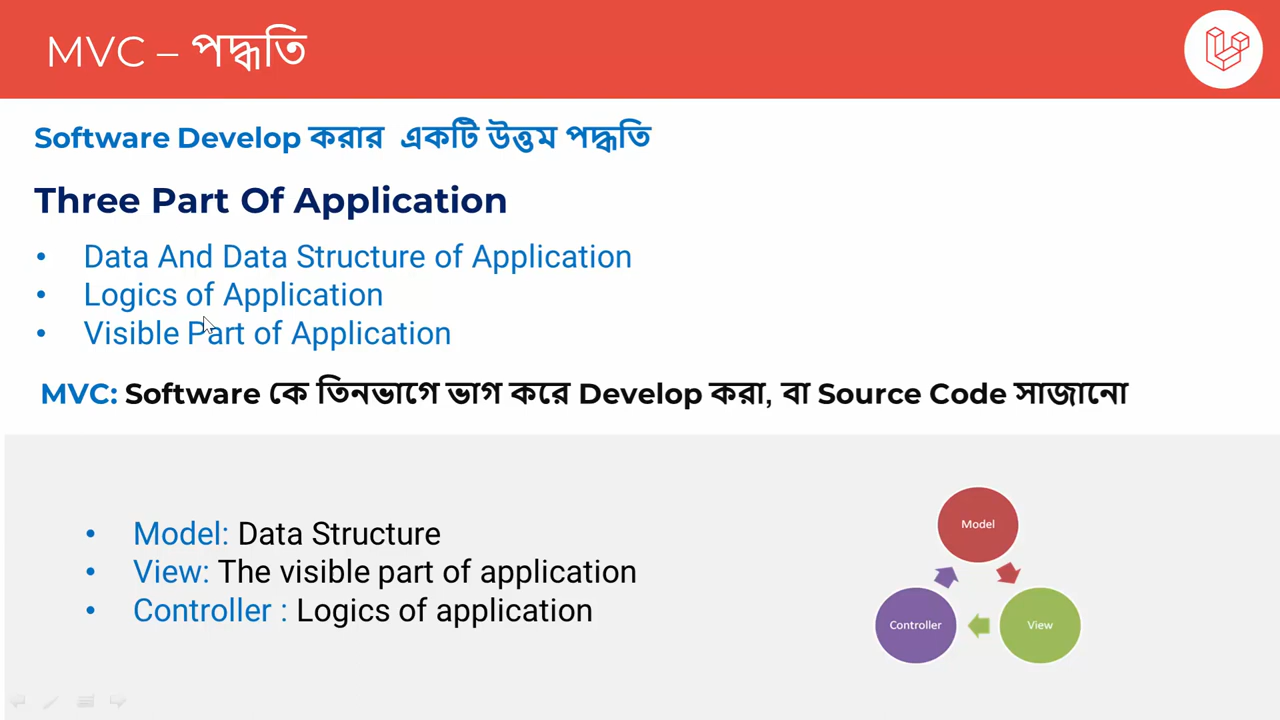 MVC – পদ্ধতি
Software Develop করার একটি উত্তম পদ্ধতি
Three Part Of Application
• Data And Data Structure of Application
• Logics of Application
• Visible Part of Application
MVC: Software কে তিনভাগে ভাগ করে Develop করা, বা Source Code সাজানো
• Model: Data Structure
• View: The visible part of application
• Controller : Logics of application
Model
Controller
View